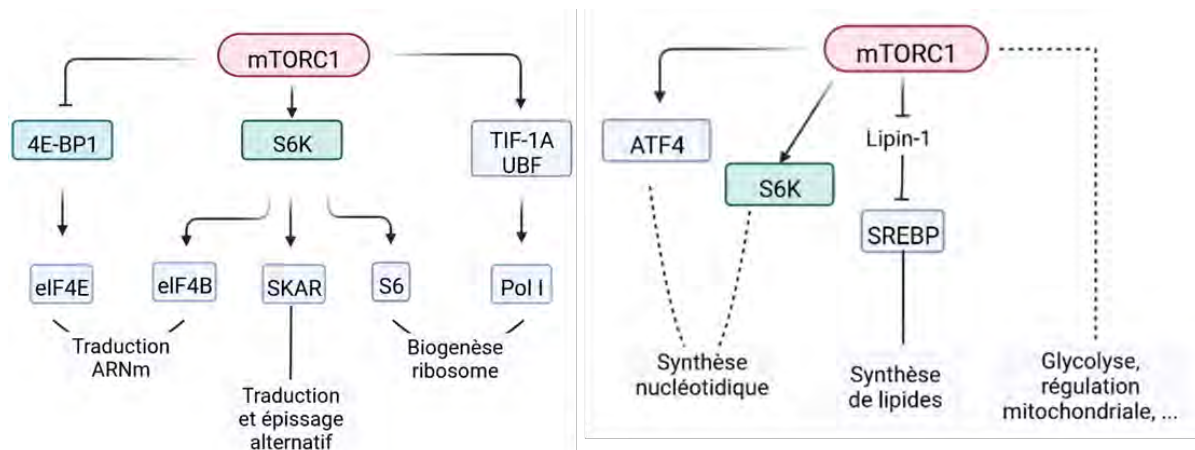 mTORC1
4E-BP1
S6K
TIF-1A
UBF
eIF4E
eIF4B
SKAR
S6
Pol I
Traduction
ARNm
Biogenèse
ribosome
Traduction
et épissage
alternatif
mTORC1
ATF4
Lipin-1
S6K
SREBP
Synthèse
nucléotidique
Synthèse
de lipides
Glycolyse,
régulation
mitochondriale, ...